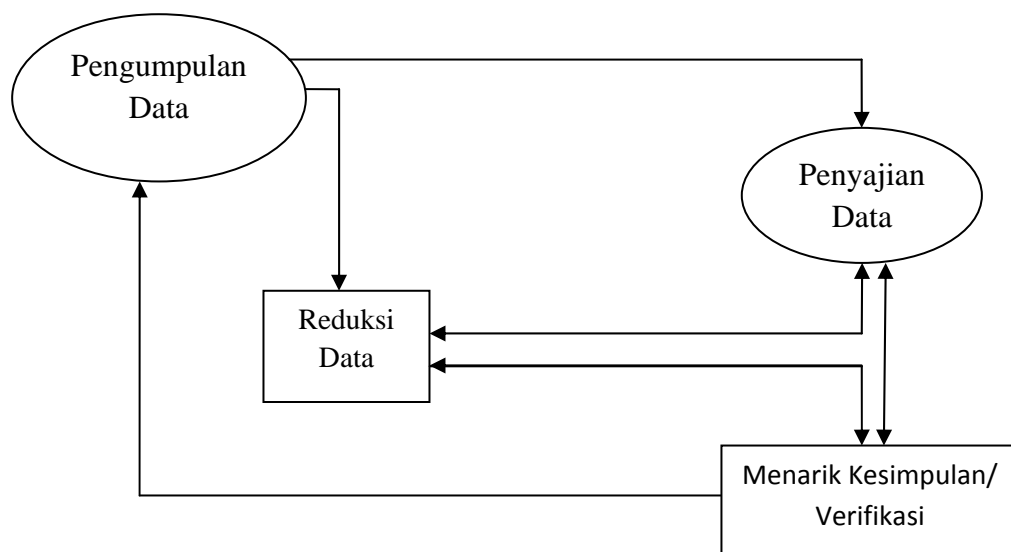 Pengumpulan
Data
Penyajian
Data
Reduksi
Data
Menarik Kesimpulan/
Verifikasi